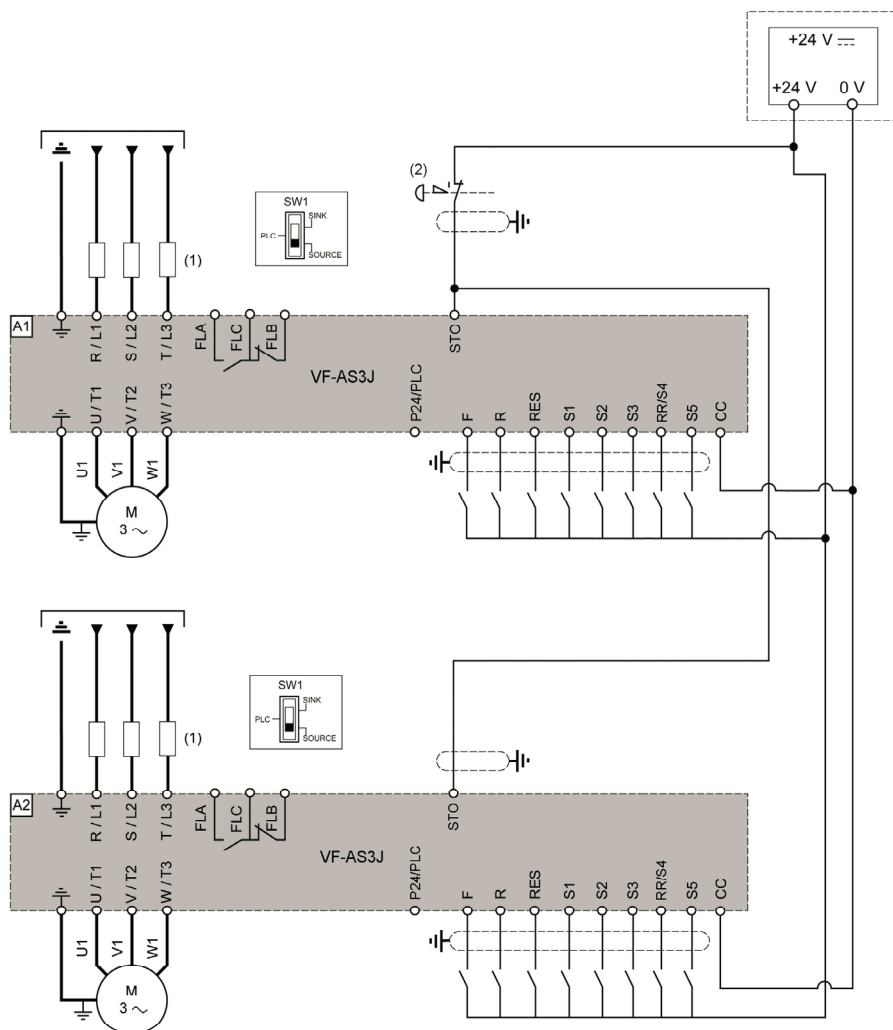 +24 V
+24 V 0 V
(2)
SW1
SINK
PLC
SOURCE
(1)
A1
R / L1
S / L2
T / L3
FLA
FLC
FLB
STC
VF-AS3J
U / T1
V / T2
W / T3
P24/PLC
F
R
RES
S1
S2
S3
RR/S4
S5
CC
U1
V1
W1
M
3 ~
SW1
SINK
PLC
SOURCE
(1)
A2
R / L1
S / L2
T / L3
FLA
FLC
FLB
STO
VF-AS3J
U / T1
V / T2
W / T3
P24/PLC
F
R
RES
S1
S2
S3
RR/S4
S5
CC
U1
V1
W1
M
3 ~